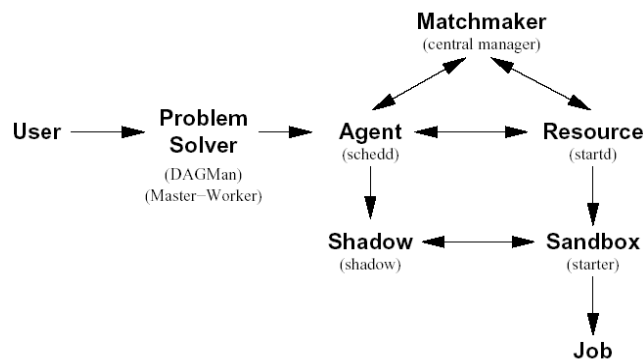 Matchmaker
(central manager)
User
Problem
Solver
(DAGMan)
(Master−Worker)
Agent
(schedd)
Resource
(startd)
Shadow
(shadow)
Sandbox
(starter)
Job